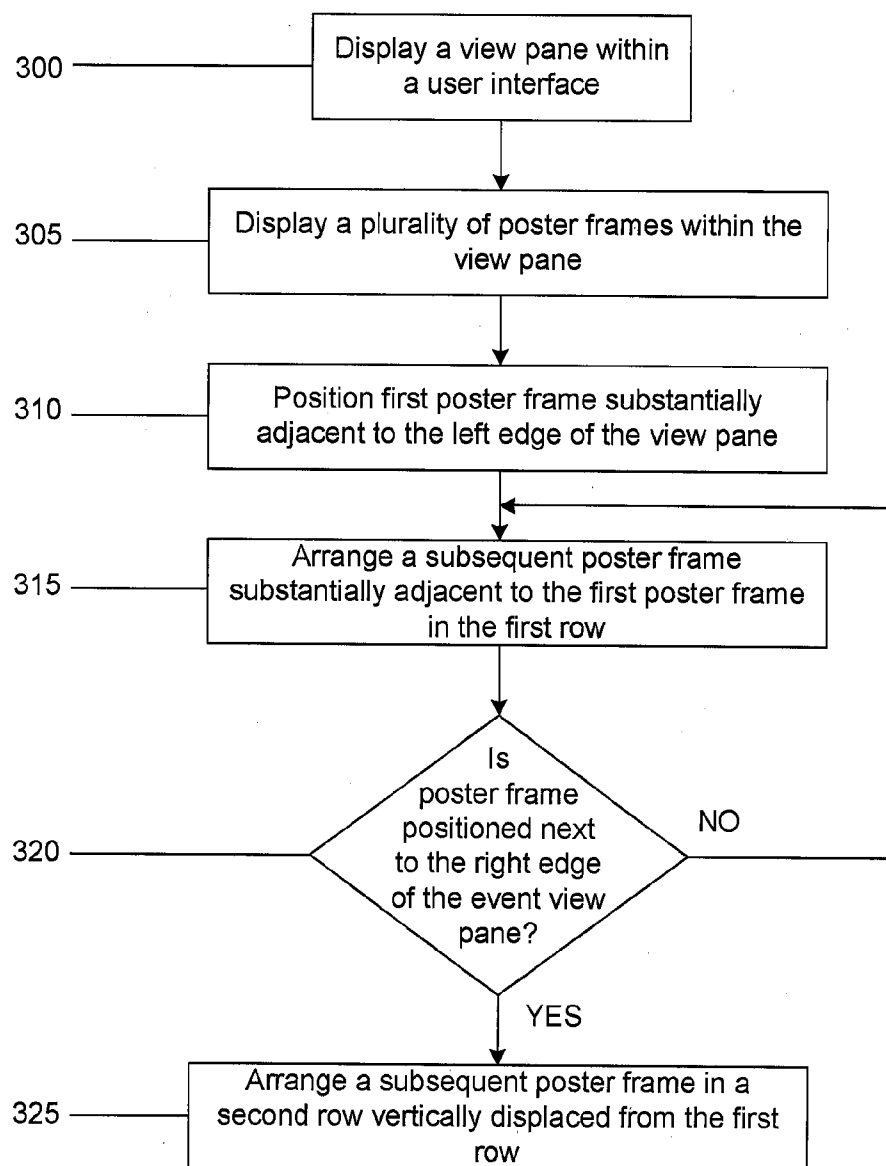 300
Display a view pane within
a user interface
305
Display a plurality of poster frames within the
view pane
310
Position first poster frame substantially
adjacent to the left edge of the view pane
315
Arrange a subsequent poster frame
substantially adjacent to the first poster frame
in the first row
320
Is
poster frame
positioned next
to the right edge
of the event view
pane?
NO
YES
325
Arrange a subsequent poster frame in a
second row vertically displaced from the first
row